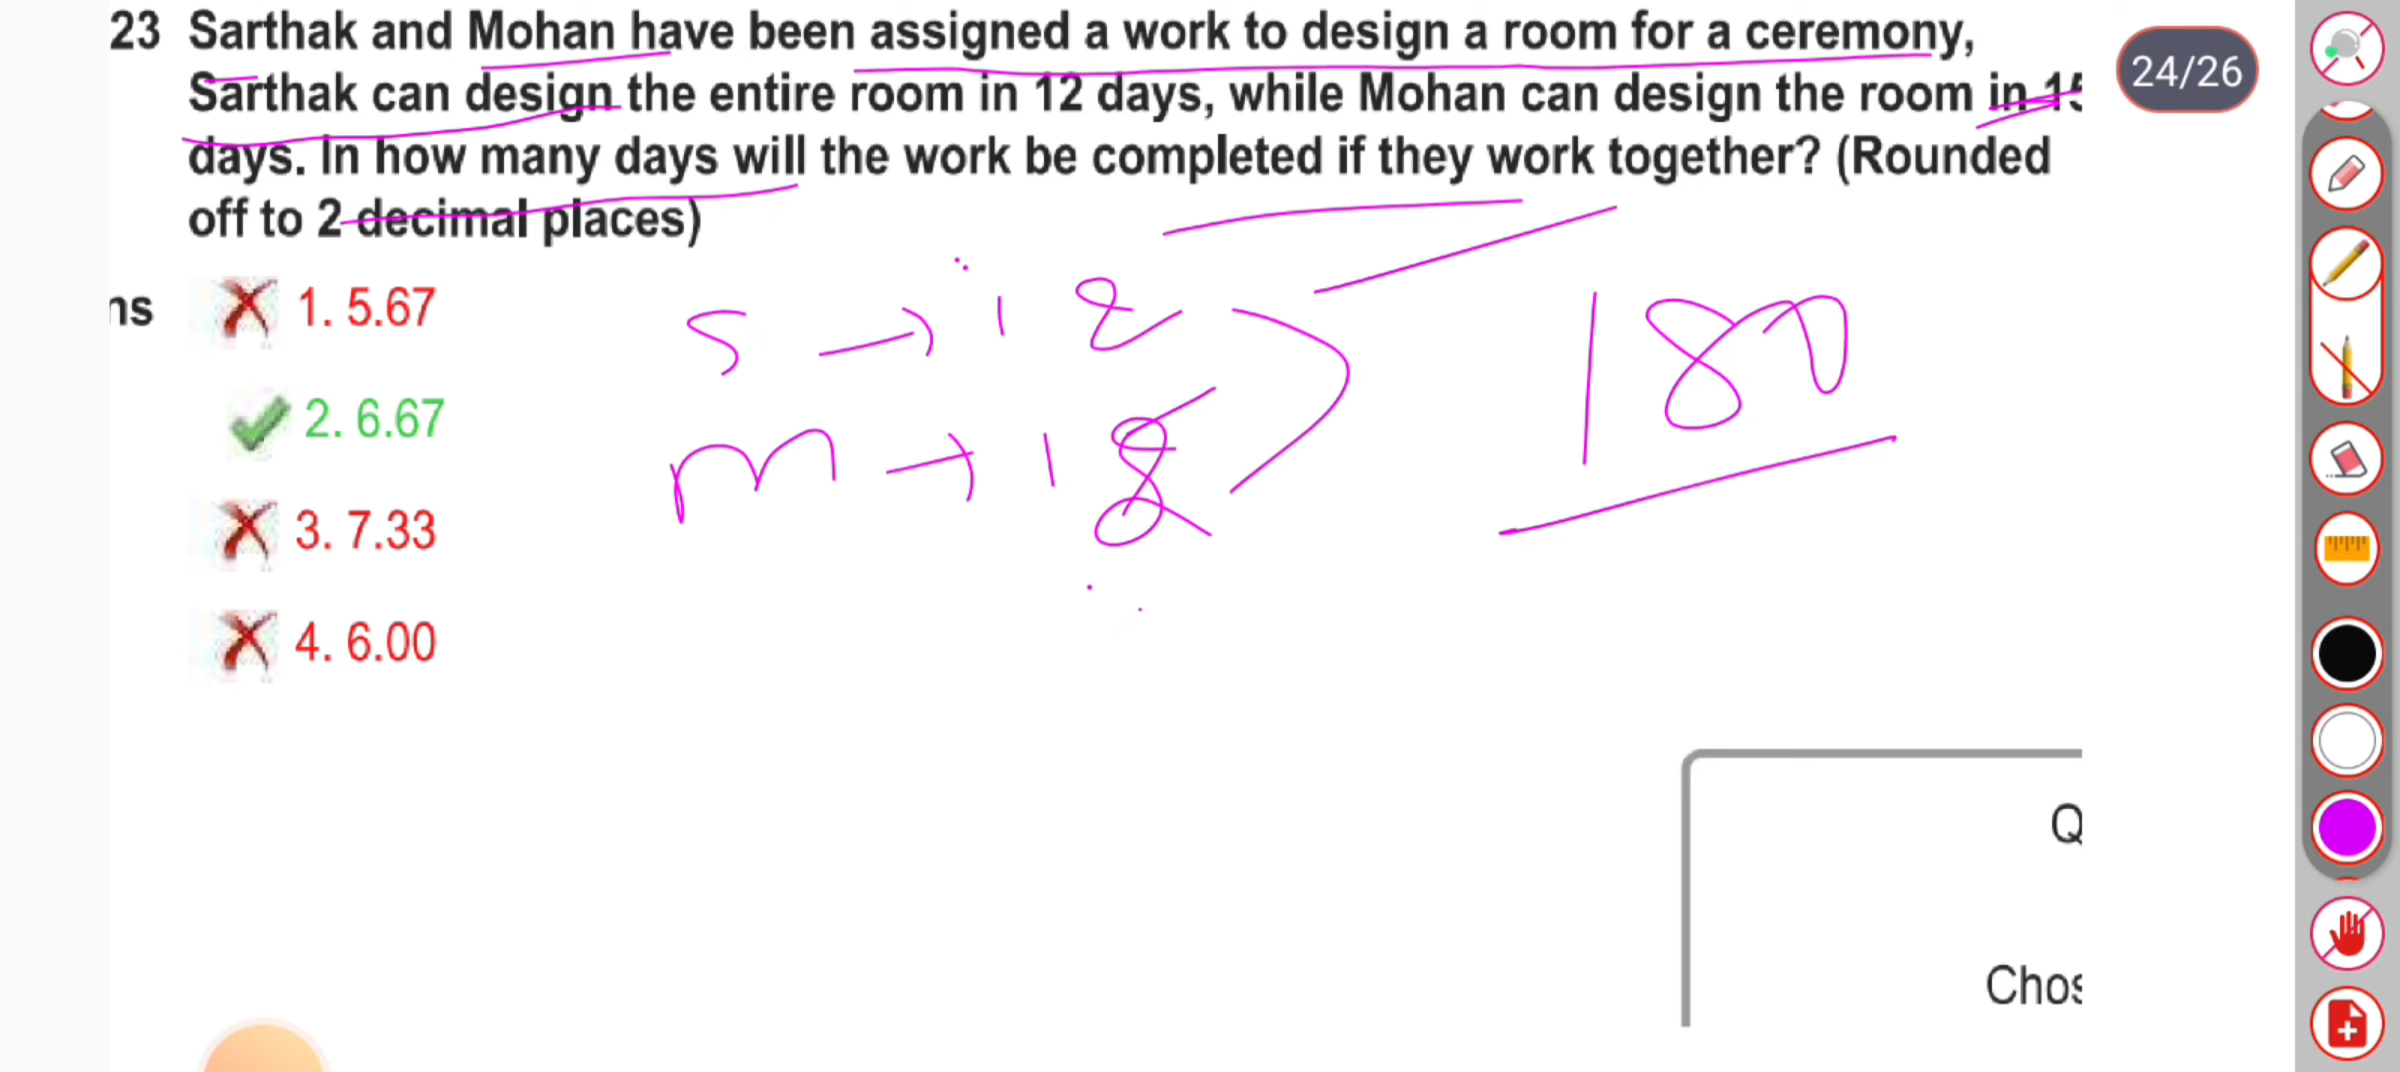 23 Sarthak and Mohan have been assigned a work to design a room for a ceremony,
24/26
Sarthak can design the entire room in 12 days, while Mohan can design the room in 15
days. In how many days will the work be completed if they work together? (Rounded
off to 2 decimal places)
ns 1. 5.67
2. 6.67
3. 7.33
4. 6.00
S → 12
m → 18
180
Q
Chos